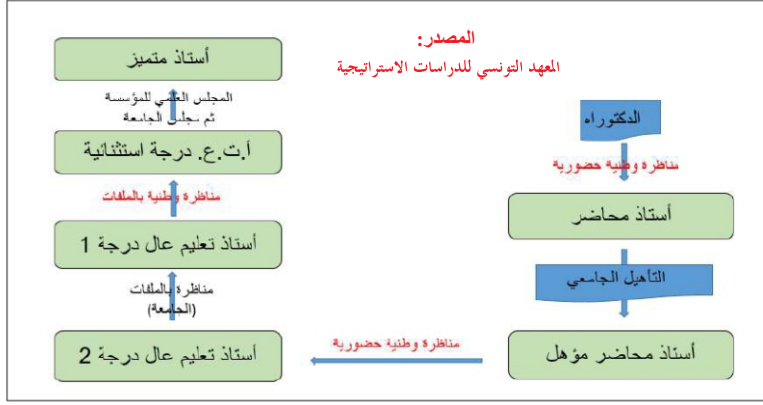 المصدر:
المعهد التونسي للدراسات الاستراتيجية
الدكتوراه
مناظرة وطنية حضورية
أستاذ محاضر
التأهيل الجامعي
أستاذ محاضر مؤهل
مناظرة وطنية حضورية
أستاذ تعليم عال درجة 2
مناظرة بالملفات
(الجامعة)
أستاذ تعليم عال درجة 1
مناظرة وطنية بالملفات
أ.ت.ع. درجة استثنائية
المجلس العلمي للمؤسسة
ثم مجلس الجامعة
أستاذ متميز